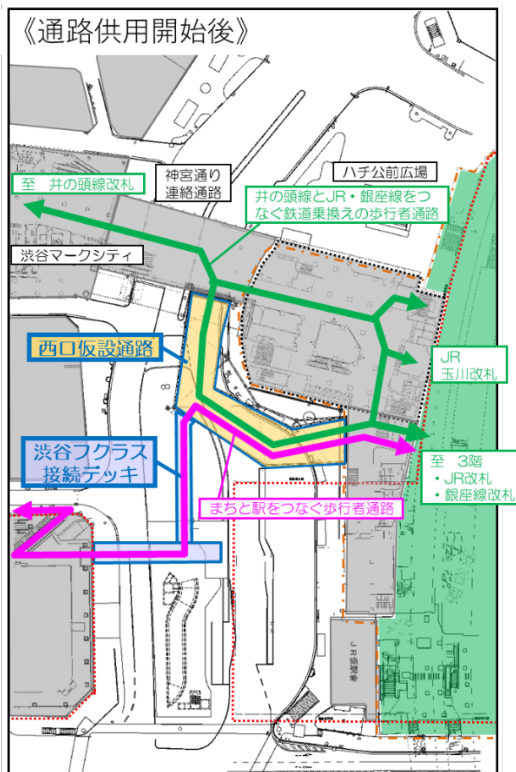 《通路供用開始後》
神宮通り
連絡通路
ハチ公前広場
至 井の頭線改札
井の頭線とJR・銀座線をつ
なぐ鉄道乗換えの歩行者通路
渋谷マークシティ
西口仮設通路
JR
玉川改札
渋谷フクラス
接続デッキ
至 3階
・JR改札
・銀座線改札
まちと駅をつなぐ歩行者通路